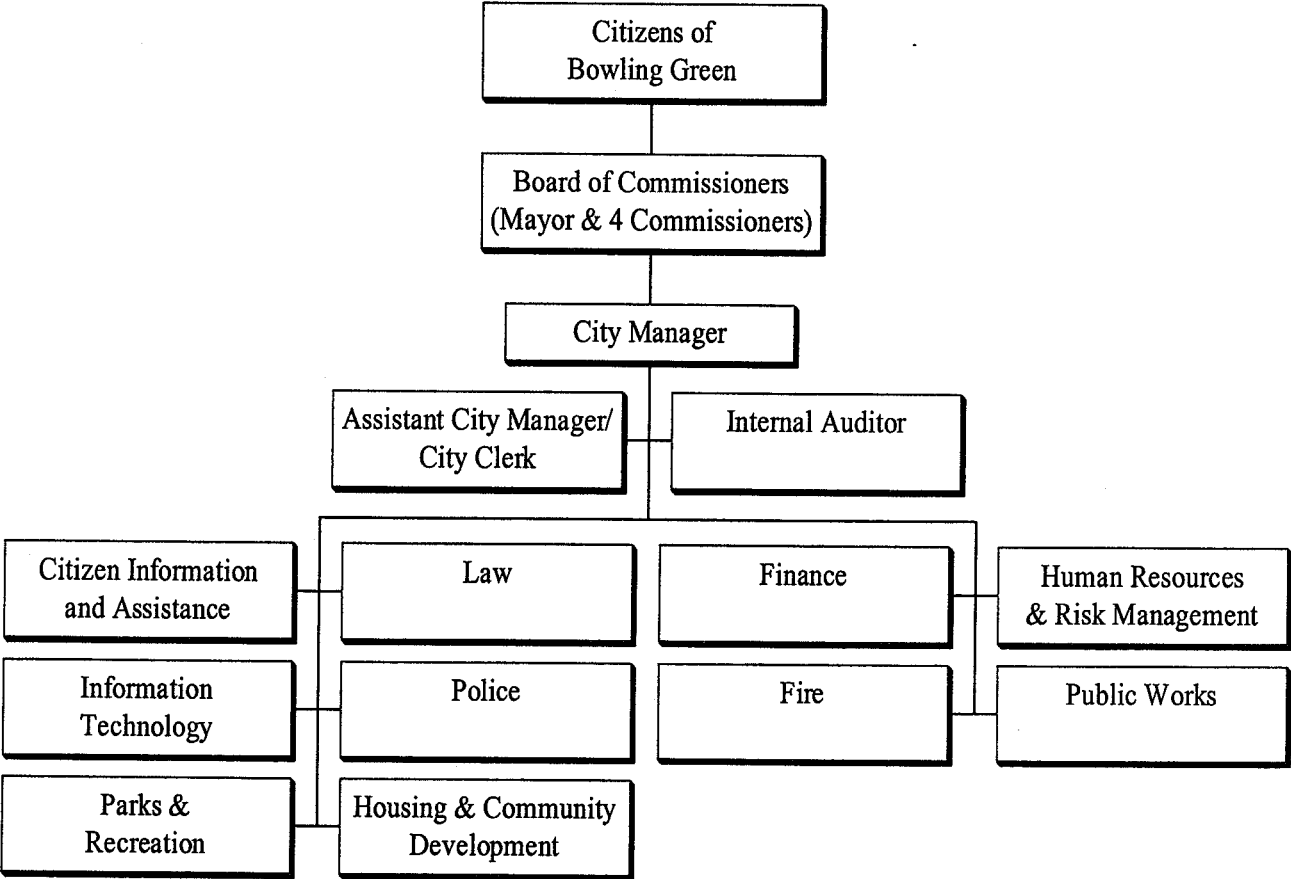 Citizens of
Bowling Green
Board of Commissioners
(Mayor & 4 Commissioners)
City Manager
Assistant City Manager/
City Clerk
Internal Auditor
Citizen Information
and Assistance
Law
Finance
Human Resources
& Risk Management
Information
Technology
Police
Fire
Public Works
Parks &
Recreation
Housing & Community
Development